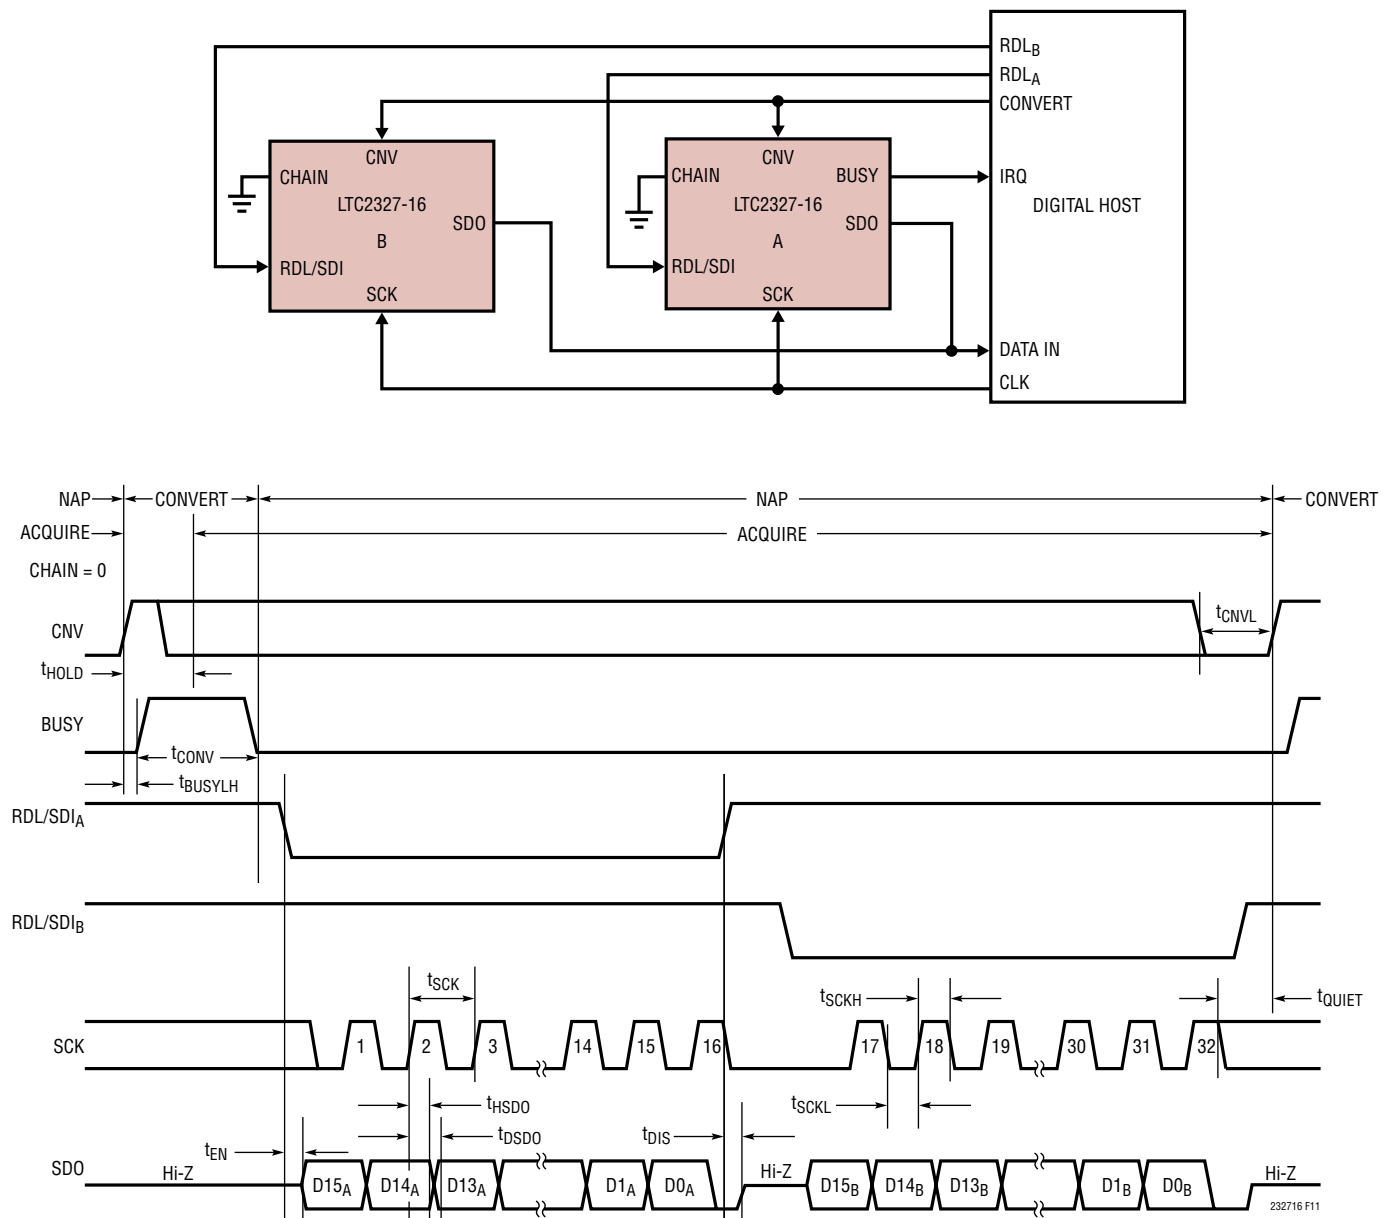 RDLB
RDLA
CONVERT
CNV
CNV
CHAIN
CHAIN
BUSY
IRQ
LTC2327-16
LTC2327-16
DIGITAL HOST
SDO
SDO
B
A
RDL/SDI
RDL/SDI
SCK
SCK
DATA IN
CLK
NAP
CONVERT
NAP
CONVERT
ACQUIRE
ACQUIRE
CHAIN = 0
CNV
tCNVL
tHOLD
BUSY
tCONV
tBUSYLH
RDL/SDIA
RDL/SDIB
tSCK
tSCKH
tQUIET
SCK
1
2
3
14
15
16
17
18
19
30
31
32
tHSDO
tSCKL
tDSDO
tDIS
tEN
SDO
Hi-Z
D15A
D14A
D13A
D1A
D0A
Hi-Z
D15B
D14B
D13B
D1B
D0B
Hi-Z
232716 F11